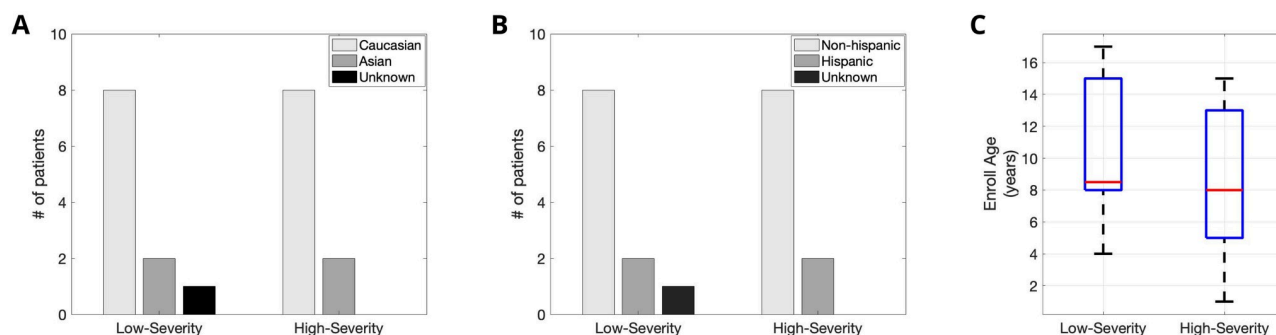 A
# of patients
10
8
6
4
2
0
Caucasian
Asian
Unknown
Low-Severity
High-Severity
B
# of patients
10
8
6
4
2
0
Non-hispanic
Hispanic
Unknown
Low-Severity
High-Severity
C
Enroll Age
(years)
16
14
12
10
8
6
4
2
Low-Severity
High-Severity